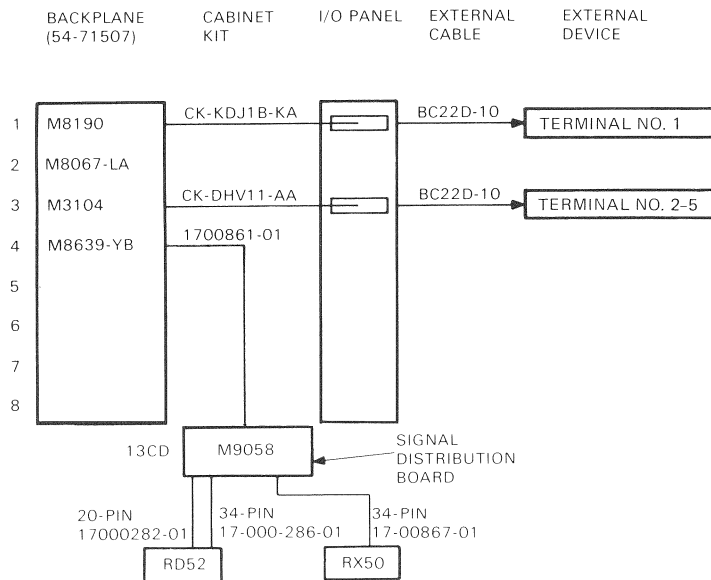 BACKPLANE
(54-71507)
CABINET
KIT
I/O PANEL
EXTERNAL
CABLE
EXTERNAL
DEVICE
1
M8190
CK-KDJ1B-KA
BC22D-10
TERMINAL NO. 1
2
M8067-LA
3
M3104
CK-DHV11-AA
BC22D-10
TERMINAL NO. 2-5
4
M8639-YB
1700861-01
5
6
7
8
13CD
M9058
SIGNAL
DISTRIBUTION
BOARD
20-PIN
17000282-01
34-PIN
17-000-286-01
34-PIN
17-00867-01
RD52
RX50